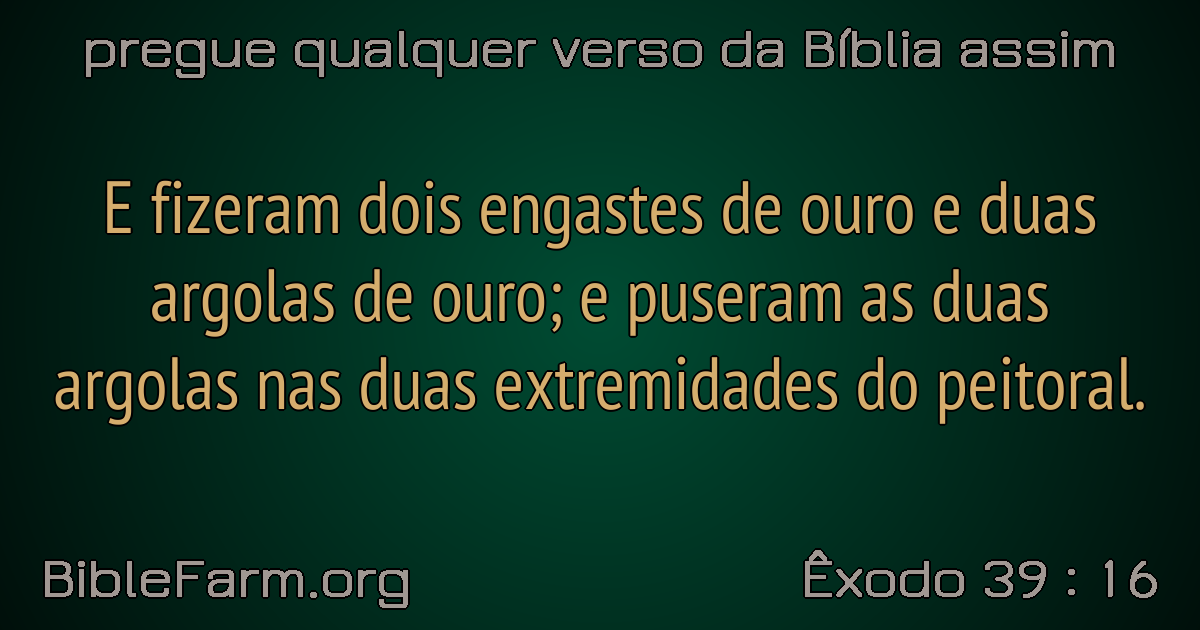 pregue qualquer verso da Bíblia assim
E fizeram dois engastes de ouro e duas
argolas de ouro; e puseram as duas
argolas nas duas extremidades do peitoral.
BibleFarm.org
Êxodo 39 : 16